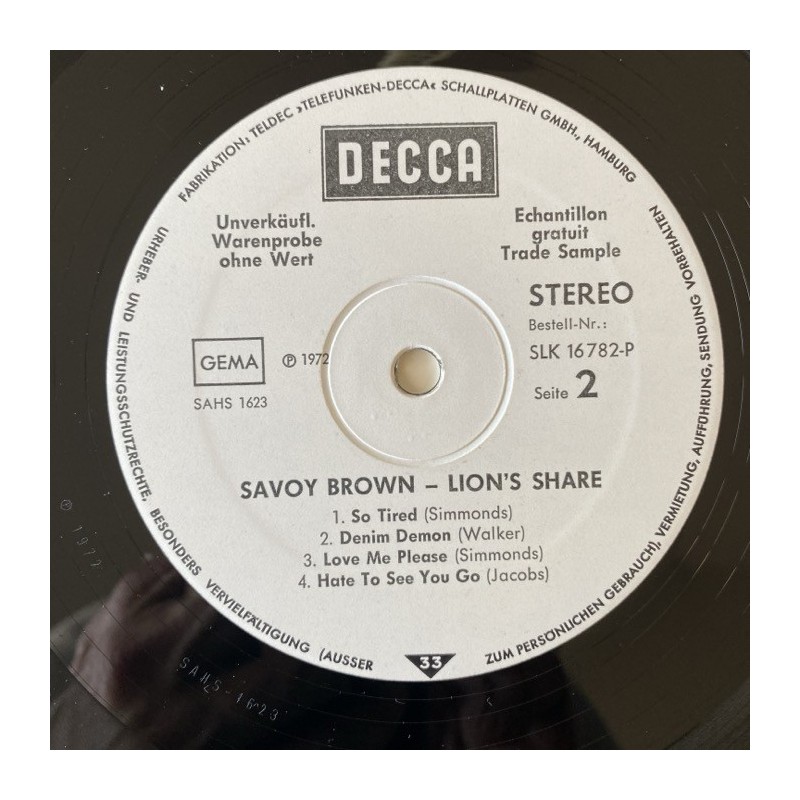 FABRIKATION: TELDEC »TELEFUNKEN-DECCA« SCHALLPLATTEN GMBH., HAMBURG
DECCA
Unverkäufl.
Warenprobe
ohne Wert
Echantillon
gratuit
Trade Sample
STEREO
Bestell-Nr.:
SLK 16 782-P
Seite 2
GEMA
℗ 1972
SAHS 1623
SAVOY BROWN – LION'S SHARE
1. So Tired (Simmonds)
2. Denim Demon (Walker)
3. Love Me Please (Simmonds)
4. Hate To See You Go (Jacobs)
33
URHEBER- UND LEISTUNGSSCHUTZRECHTE, BESONDERS VERVIELFÄLTIGUNG (AUSSER ZUM PERSÖNLICHEN GEBRAUCH), VERMIETUNG, AUFFÜHRUNG, SENDUNG VORBEHALTEN
℗ 1972
SAHS-1623